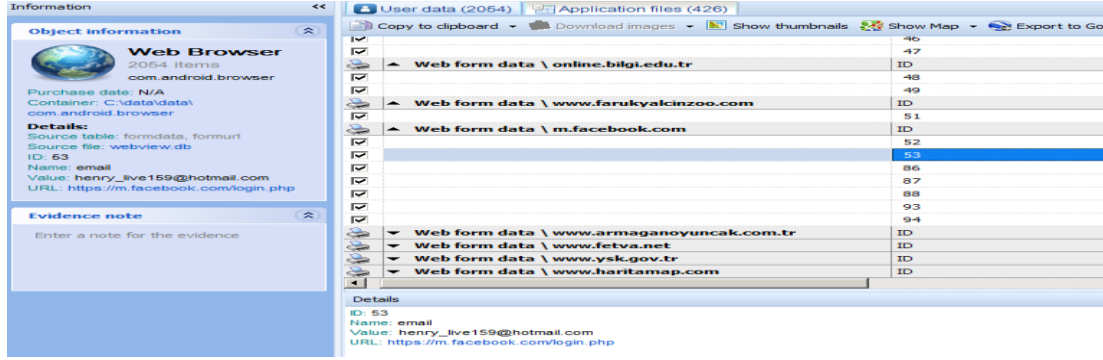 Information <<
Object information
Web Browser
2054 items
com.android.browser
Purchase date: N/A
Container: C:\data\data\
com.android.browser
Details:
Source table: formdata, formurl
Source file: webview.db
ID: 53
Name: email
Value: henry_live159@hotmail.com
URL: https://m.facebook.com/login.php
Evidence note
Enter a note for the evidence
User data (2054) Application files (426)
Copy to clipboard Download images Show thumbnails Show Map Export to Go
46
47
Web form data \ online.bilgi.edu.tr ID
48
49
Web form data \ www.farukyalcinzoo.com ID
51
Web form data \ m.facebook.com ID
52
53
86
87
88
93
94
Web form data \ www.armaganoyuncak.com.tr ID
Web form data \ www.fetva.net ID
Web form data \ www.ysk.gov.tr ID
Web form data \ www.haritamap.com ID
Details
ID: 53
Name: email
Value: henry_live159@hotmail.com
URL: https://m.facebook.com/login.php